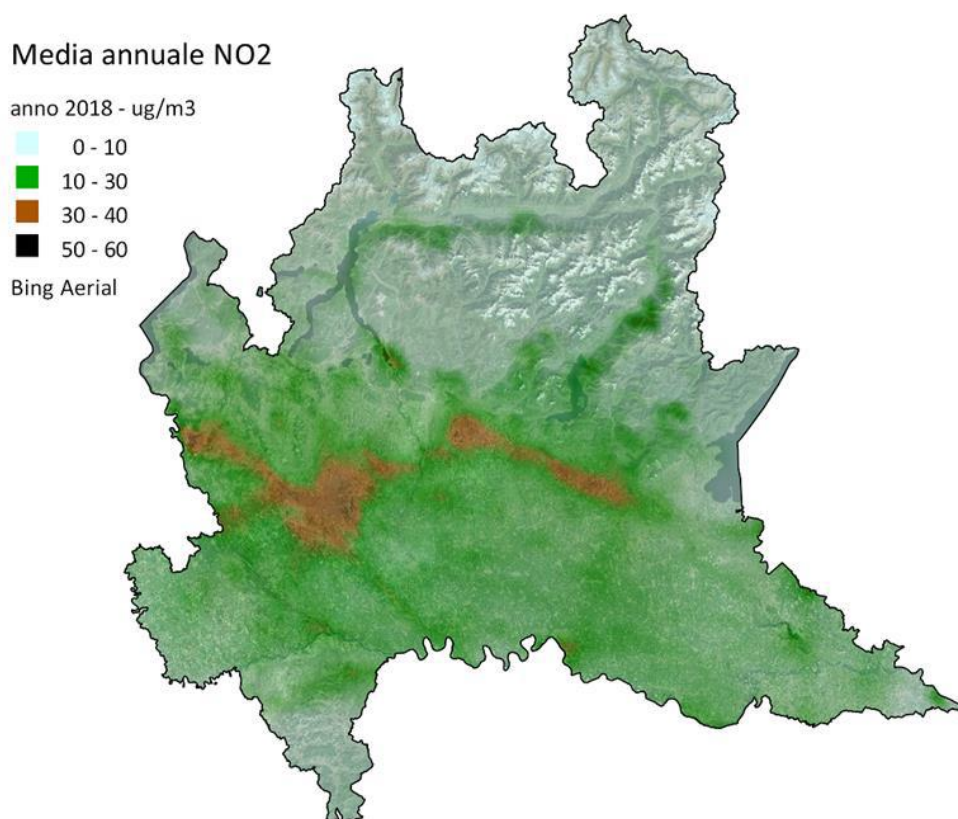 Media annuale NO2
anno 2018 - ug/m3
0 - 10
10 - 30
30 - 40
50 - 60
Bing Aerial